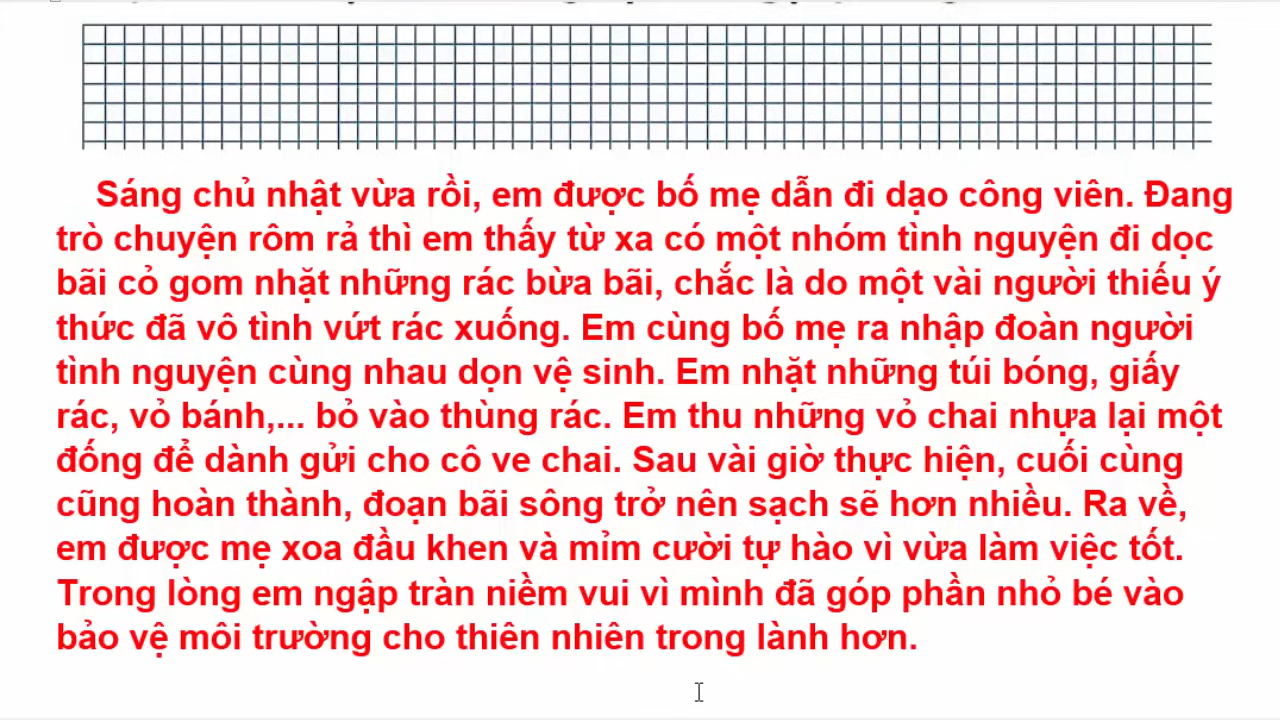 Sáng chủ nhật vừa rồi, em được bố mẹ dẫn đi dạo công viên. Đang
trò chuyện rôm rả thì em thấy từ xa có một nhóm tình nguyện đi dọc
bãi cỏ gom nhặt những rác bừa bãi, chắc là do một vài người thiếu ý
thức đã vô tình vứt rác xuống. Em cùng bố mẹ ra nhập đoàn người
tình nguyện cùng nhau dọn vệ sinh. Em nhặt những túi bóng, giấy
rác, vỏ bánh,... bỏ vào thùng rác. Em thu những vỏ chai nhựa lại một
đống để dành gửi cho cô ve chai. Sau vài giờ thực hiện, cuối cùng
cũng hoàn thành, đoạn bãi sông trở nên sạch sẽ hơn nhiều. Ra về,
em được mẹ xoa đầu khen và mỉm cười tự hào vì vừa làm việc tốt.
Trong lòng em ngập tràn niềm vui vì mình đã góp phần nhỏ bé vào
bảo vệ môi trường cho thiên nhiên trong lành hơn.